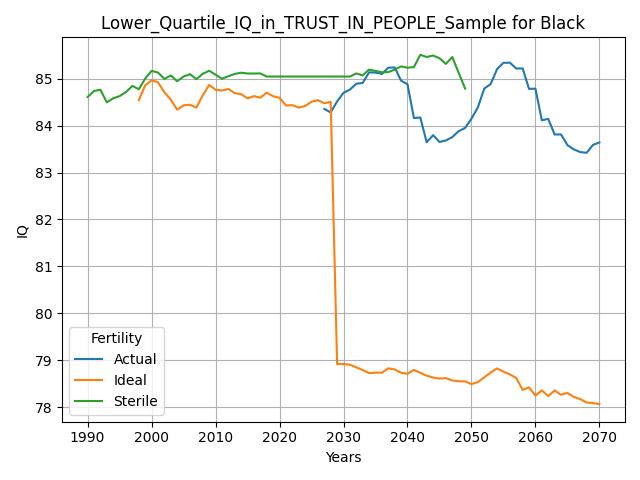 Lower_Quartile_IQ_in_TRUST_IN_PEOPLE_Sample for Black
IQ
85
84
83
82
81
80
79
78
Fertility
Actual
Ideal
Sterile
1990 2000 2010 2020 2030 2040 2050 2060 2070
Years